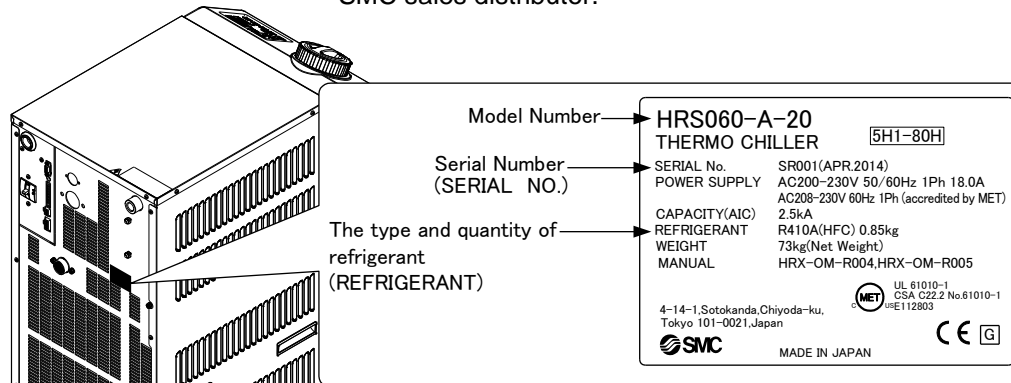 SMC sales distributor.
Model Number
Serial Number
(SERIAL NO.)
The type and quantity of
refrigerant
(REFRIGERANT)
HRS060-A-20
THERMO CHILLER 5H1-80H
SERIAL No. SR001(APR.2014)
POWER SUPPLY AC200-230V 50/60Hz 1Ph 18.0A
AC208-230V 60Hz 1Ph (accredited by MET)
CAPACITY(AIC) 2.5kA
REFRIGERANT R410A(HFC) 0.85kg
WEIGHT 73kg(Net Weight)
MANUAL HRX-OM-R004,HRX-OM-R005
C MET US
UL 61010-1
CSA C22.2 No.61010-1
E112803
4-14-1,Sotokanda,Chiyoda-ku,
Tokyo 101-0021,Japan
SMC MADE IN JAPAN
CE G